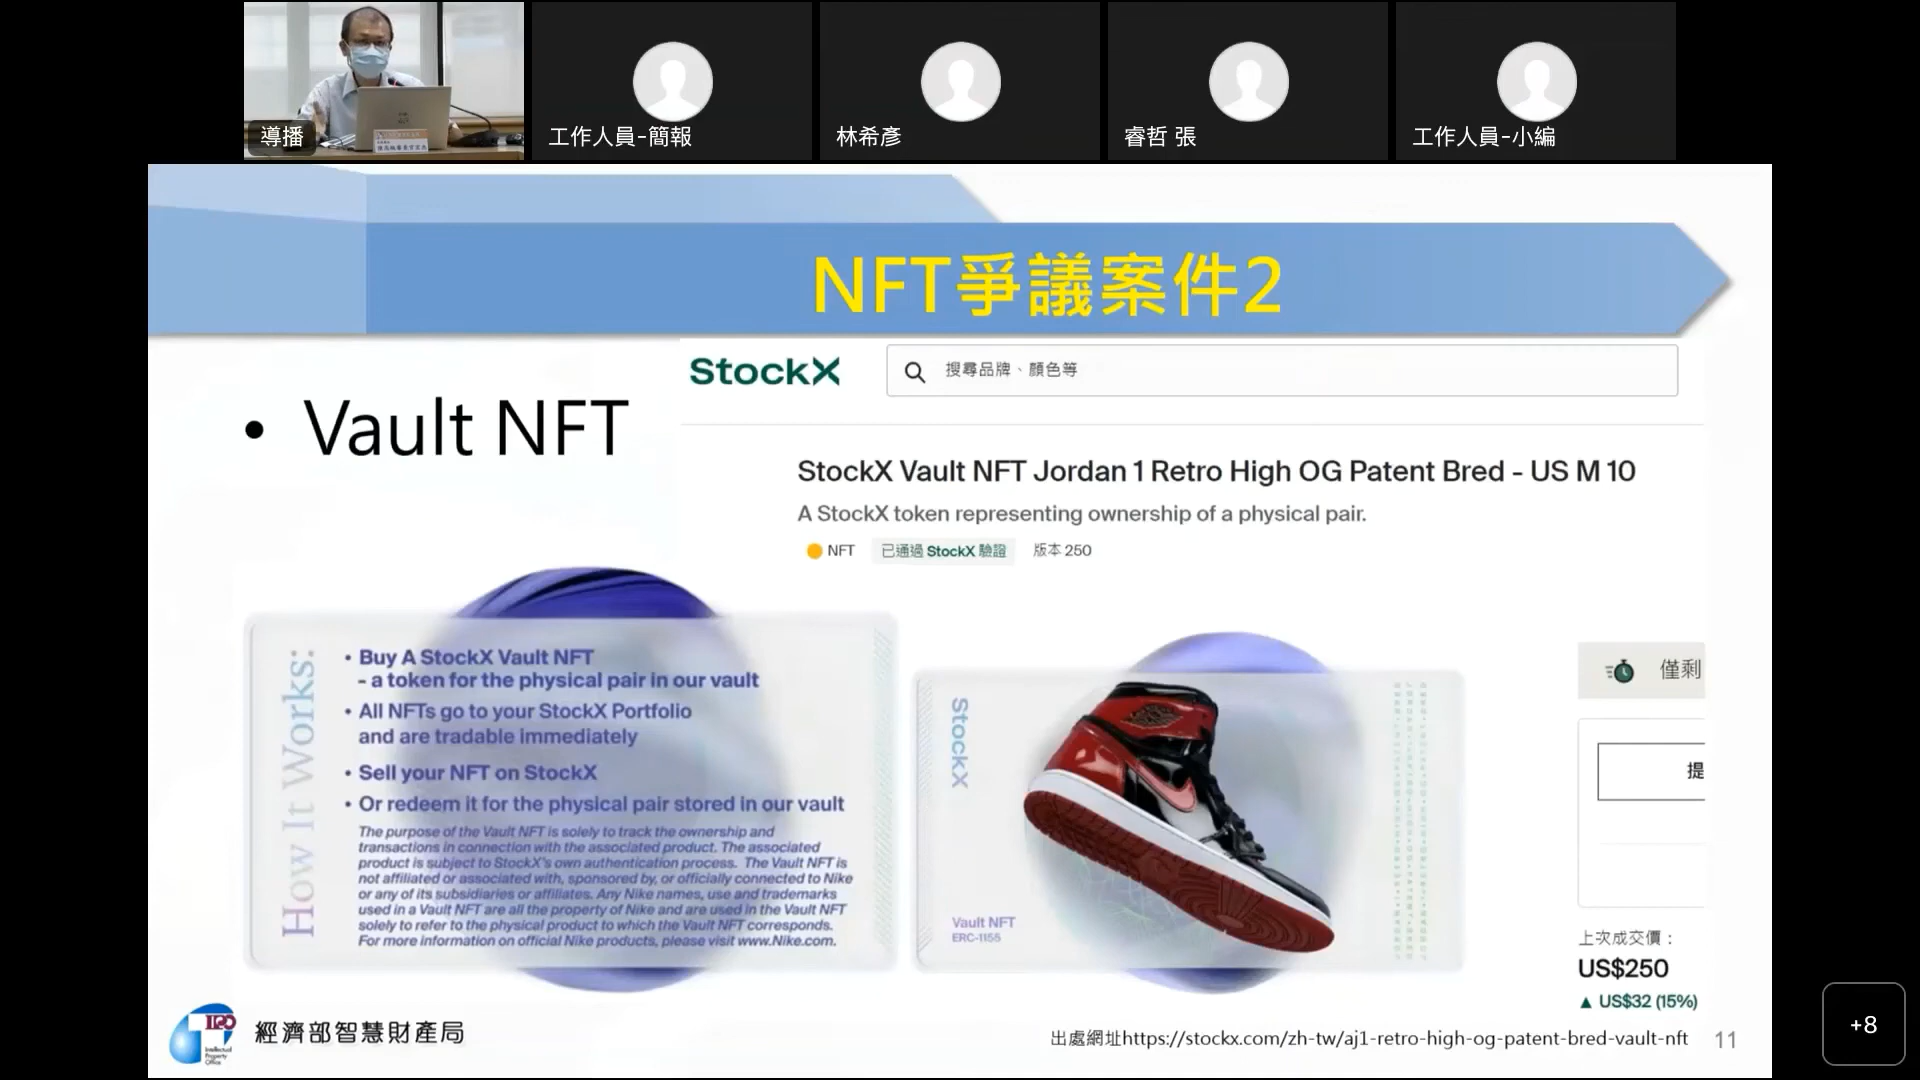 導播
工作人員-簡報
林希彥
睿哲 張
工作人員-小編
NFT爭議案件2
• Vault NFT
StockX
搜尋品牌、顏色等
StockX Vault NFT Jordan 1 Retro High OG Patent Bred - US M 10
A StockX token representing ownership of a physical pair.
NFT
已通過 StockX 驗證
版本 250
How It Works:
• Buy A StockX Vault NFT
- a token for the physical pair in our vault
• All NFTs go to your StockX Portfolio
and are tradable immediately
• Sell your NFT on StockX
• Or redeem it for the physical pair stored in our vault
The purpose of the Vault NFT is solely to track the ownership and
transactions in connection with the associated product. The associated
product is subject to StockX's own authentication process. The Vault NFT is
not affiliated or associated with, sponsored by, or officially connected to Nike
or any of its subsidiaries or affiliates. Any Nike names, use and trademarks
used in a Vault NFT are all the property of Nike and are used in the Vault NFT
solely to refer to the physical product to which the Vault NFT corresponds.
For more information on official Nike products, please visit www.Nike.com.
StockX
Vault NFT
ERC-1155
僅剩
提
上次成交價：
US$250
▲ US$32 (15%)
IPO
Intellectual
Property
Office
經濟部智慧財產局
出處網址https://stockx.com/zh-tw/aj1-retro-high-og-patent-bred-vault-nft
11
+8